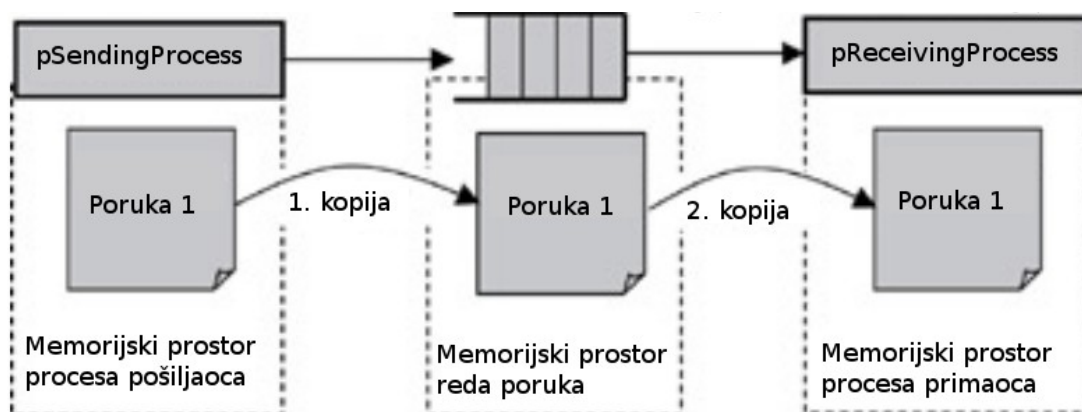 pSendingProcess
pReceivingProcess
Poruka 1
1. kopija
Poruka 1
2. kopija
Poruka 1
Memorijski prostor
procesa pošiljaoca
Memorijski prostor
reda poruka
Memorijski prostor
procesa primaoca